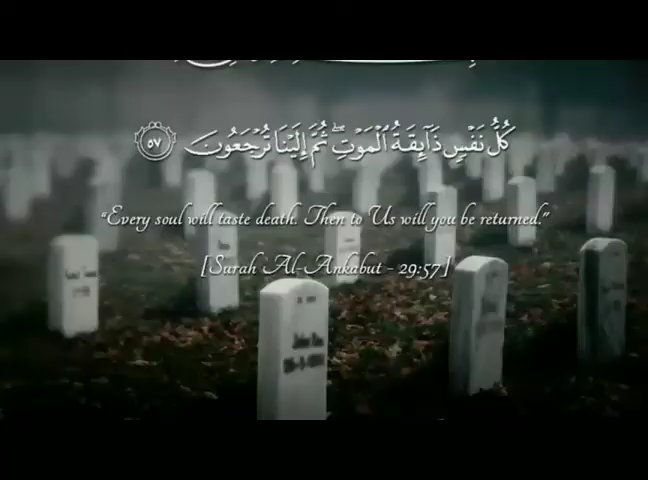 كُلُّ نَفْسٍ ذَآئِقَةُ ٱلْمَوْتِ ۖ ثُمَّ إِلَيْنَا تُرْجَعُونَ ٥٧
“Every soul will taste death. Then to Us will you be returned.”
[Surah Al-Ankabut - 29:57]